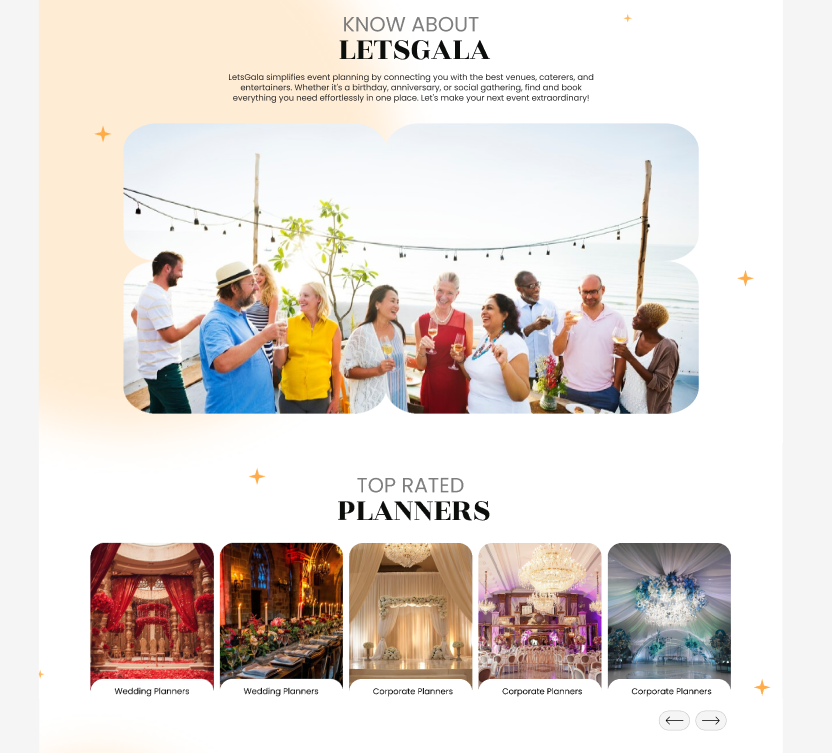 KNOW ABOUT
LETSGALA
LetsGala simplifies event planning by connecting you with the best venues, caterers, and
entertainers. Whether it's a birthday, anniversary, or social gathering, find and book
everything you need effortlessly in one place. Let's make your next event extraordinary!
TOP RATED
PLANNERS
Wedding Planners
Wedding Planners
Corporate Planners
Corporate Planners
Corporate Planners